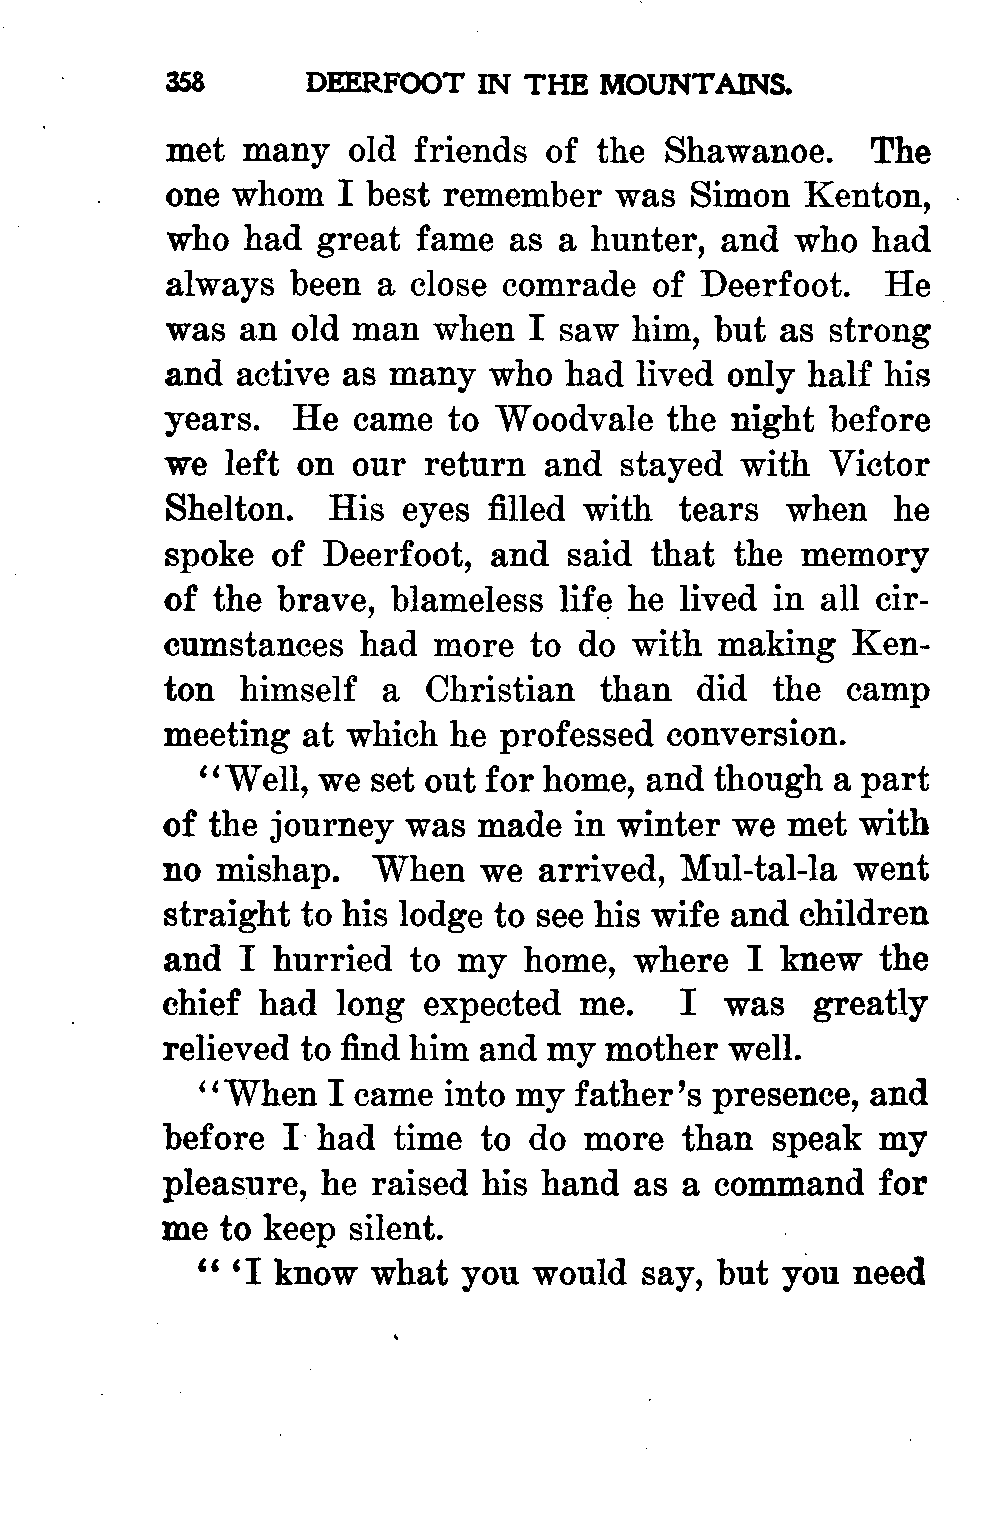 358 DEERFOOT IN THE MOUNTAINS.
met many old friends of the Shawanoe. The
one whom I best remember was Simon Kenton,
who had great fame as a hunter, and who had
always been a close comrade of Deerfoot. He
was an old man when I saw him, but as strong
and active as many who had lived only half his
years. He came to Woodvale the night before
we left on our return and stayed with Victor
Shelton. His eyes filled with tears when he
spoke of Deerfoot, and said that the memory
of the brave, blameless life he lived in all cir-
cumstances had more to do with making Ken-
ton himself a Christian than did the camp
meeting at which he professed conversion.
“Well, we set out for home, and though a part
of the journey was made in winter we met with
no mishap. When we arrived, Mul-tal-la went
straight to his lodge to see his wife and children
and I hurried to my home, where I knew the
chief had long expected me. I was greatly
relieved to find him and my mother well.
“When I came into my father’s presence, and
before I had time to do more than speak my
pleasure, he raised his hand as a command for
me to keep silent.
“ ‘I know what you would say, but you need